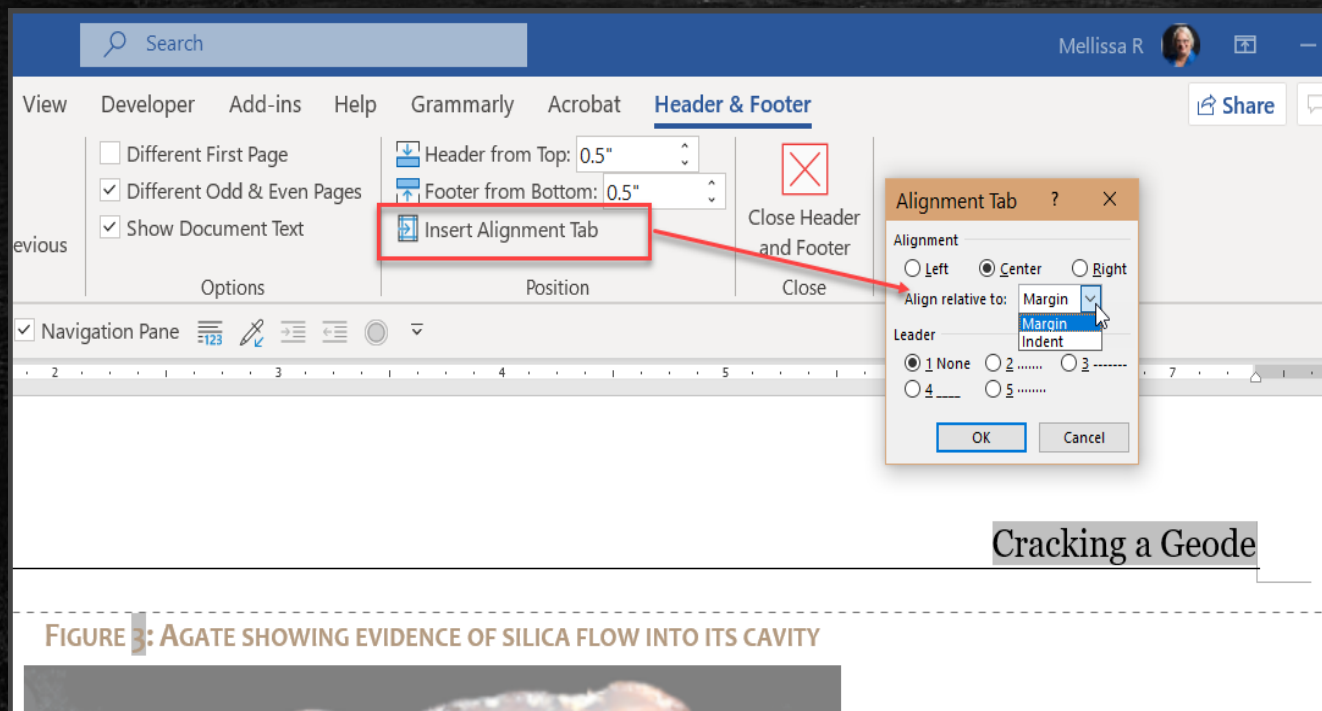 Search
Mellissa R
View Developer Add-ins Help Grammarly Acrobat Header & Footer
Share
Different First Page
Different Odd & Even Pages
Show Document Text
evious
Options
Header from Top: 0.5"
Footer from Bottom: 0.5"
Insert Alignment Tab
Position
Close Header
and Footer
Close
Alignment Tab ? X
Alignment
Left Center Right
Align relative to: Margin
Margin
Indent
Leader
1 None 2 ....... 3 -------
4 ____ 5 ········
OK Cancel
Navigation Pane
123
2 3 4 5 7
Cracking a Geode
FIGURE 3: AGATE SHOWING EVIDENCE OF SILICA FLOW INTO ITS CAVITY